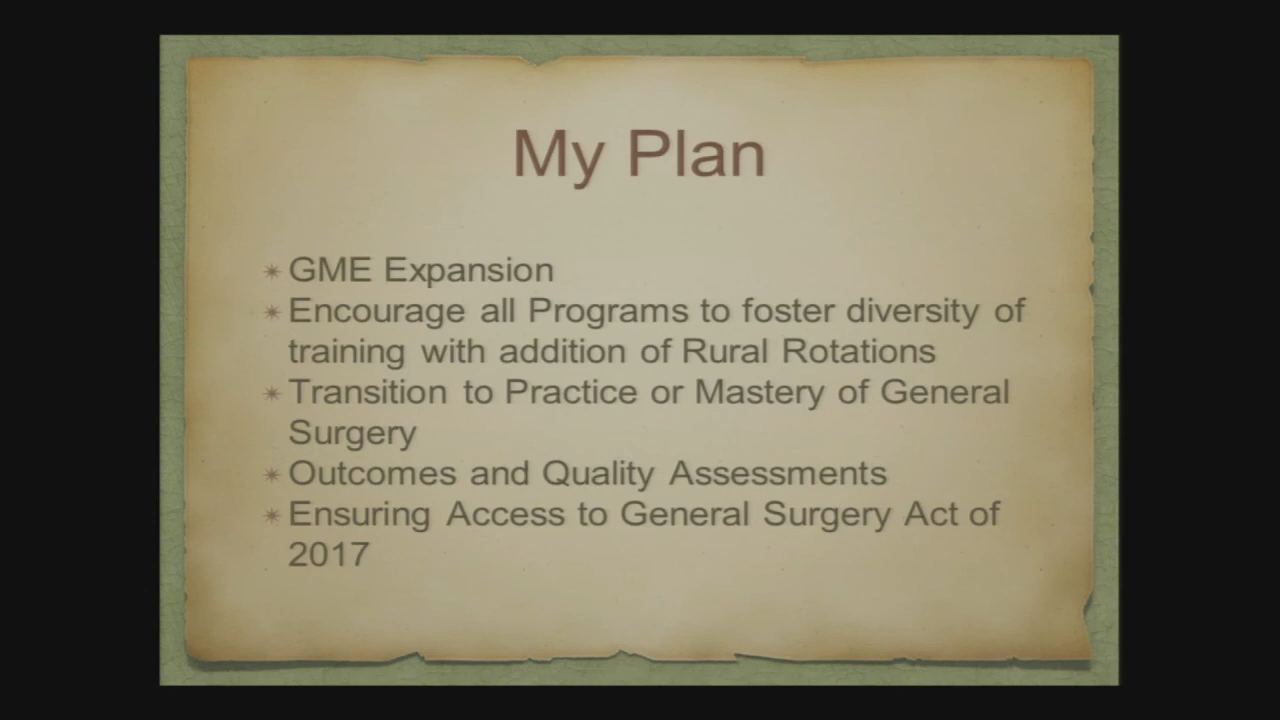 My Plan
GME Expansion
Encourage all Programs to foster diversity of
training with addition of Rural Rotations
Transition to Practice or Mastery of General
Surgery
Outcomes and Quality Assessments
Ensuring Access to General Surgery Act of
2017